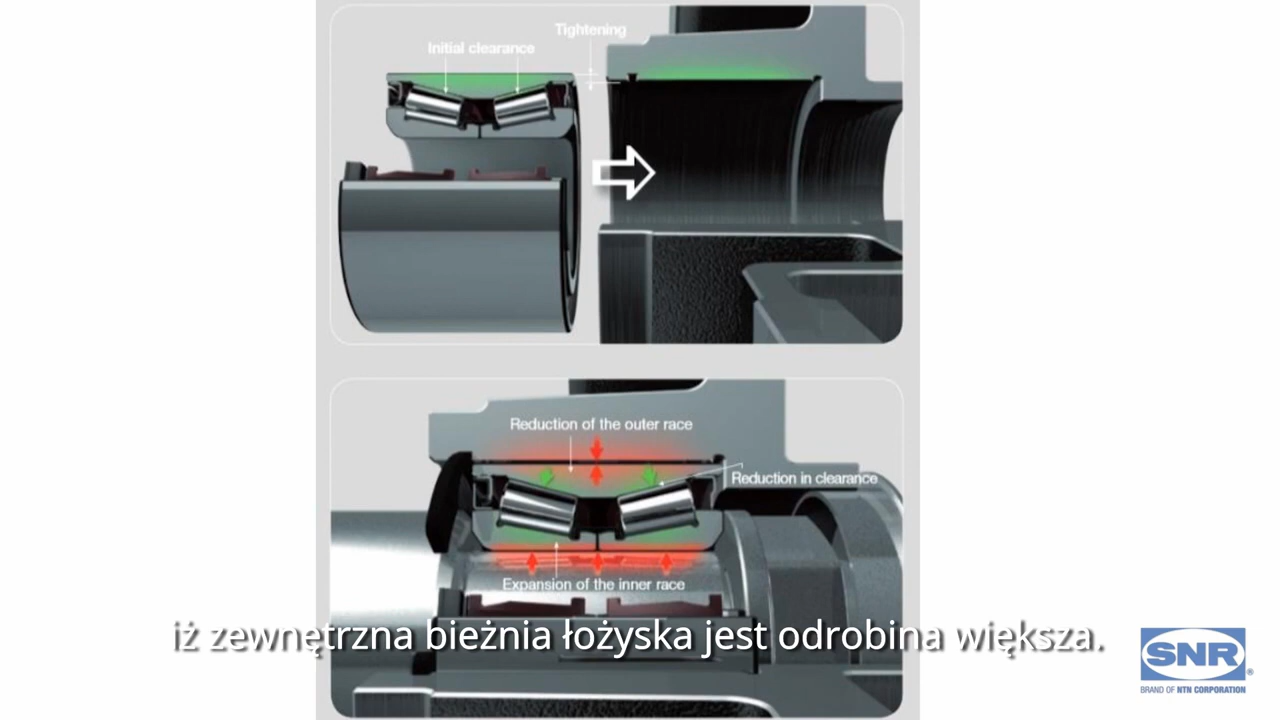 Tightening
Initial clearance
Reduction of the outer race
Reduction in clearance
Expansion of the inner race
iż zewnętrzna bieżnia łożyska jest odrobina większa.
SNR
®
BRAND OF NTN CORPORATION